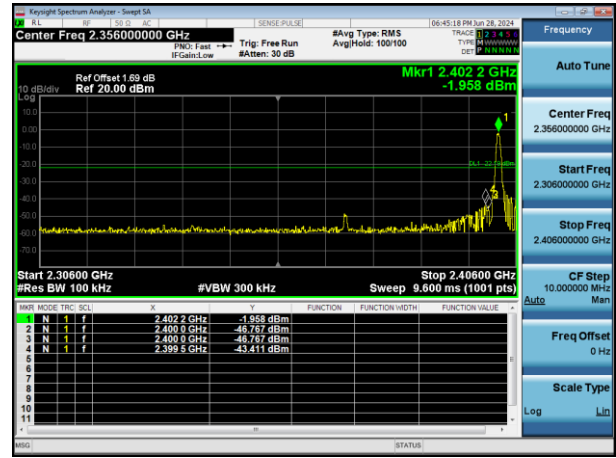 Keysight Spectrum Analyzer - Swept SA
RL RF 50 Ω AC SENSE:PULSE 06:45:18 PM Jun 28, 2024
Center Freq 2.356000000 GHz #Avg Type: RMS TRACE 1 2 3 4 5 6
PNO: Fast Trig: Free Run Avg|Hold: 100/100 TYPE M WWWWW
IFGain:Low #Atten: 30 dB DET P N N N N N
Frequency
Auto Tune
Ref Offset 1.69 dB Mkr1 2.402 2 GHz
10 dB/div Ref 20.00 dBm -1.958 dBm
Log
10.0
0.00
-10.0
-20.0
-30.0
-40.0
-50.0
-60.0
-70.0
1
Start 2.30600 GHz Stop 2.40600 GHz
#Res BW 100 kHz #VBW 300 kHz Sweep 9.600 ms (1001 pts)
MKR MODE TRC SCL X Y FUNCTION FUNCTION WIDTH FUNCTION VALUE
1 N 1 f 2.402 2 GHz -1.958 dBm
2 N 1 f 2.400 0 GHz -46.767 dBm
3 N 1 f 2.400 0 GHz -46.767 dBm
4 N 1 f 2.399 5 GHz -43.411 dBm
5
6
7
8
9
10
11
MSG STATUS
Center Freq
2.356000000 GHz
Start Freq
2.306000000 GHz
Stop Freq
2.406000000 GHz
CF Step
10.000000 MHz
Auto Man
Freq Offset
0 Hz
Scale Type
Log Lin